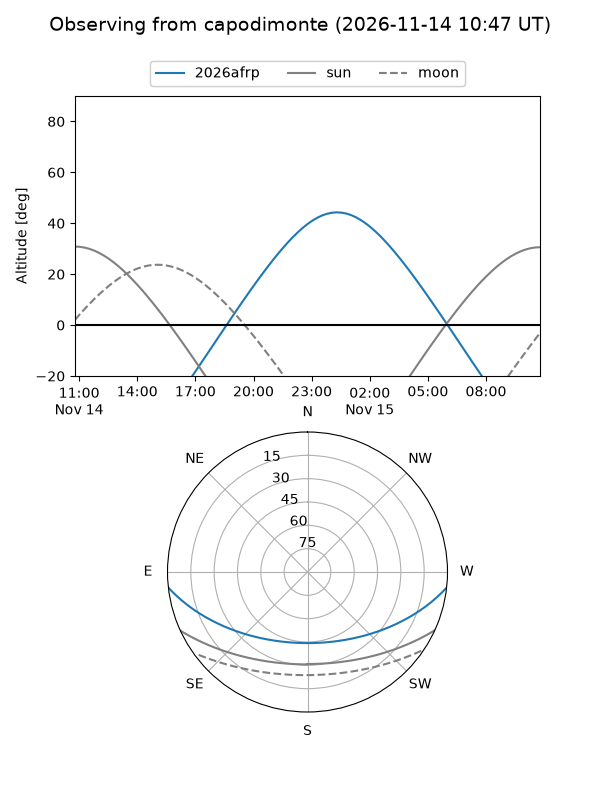 Observing from capodimonte (2026-11-14 10:47 UT)
2026afrp sun moon
Altitude [deg]
80
60
40
20
0
−20
11:00 14:00 17:00 20:00 23:00 02:00 05:00 08:00
Nov 14 Nov 15
N
NE NW
15
30
45
60
75
E W
SE SW
S